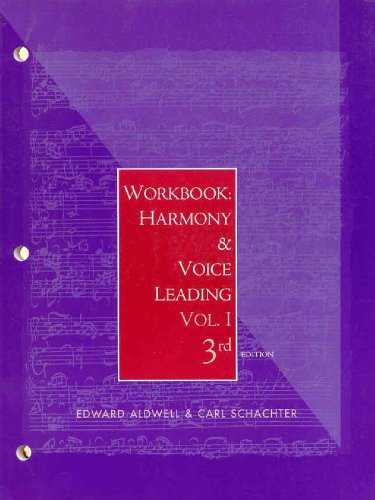 WORKBOOK:
HARMONY
&
VOICE
LEADING
VOL. I
3rd EDITION
EDWARD ALDWELL & CARL SCHACHTER